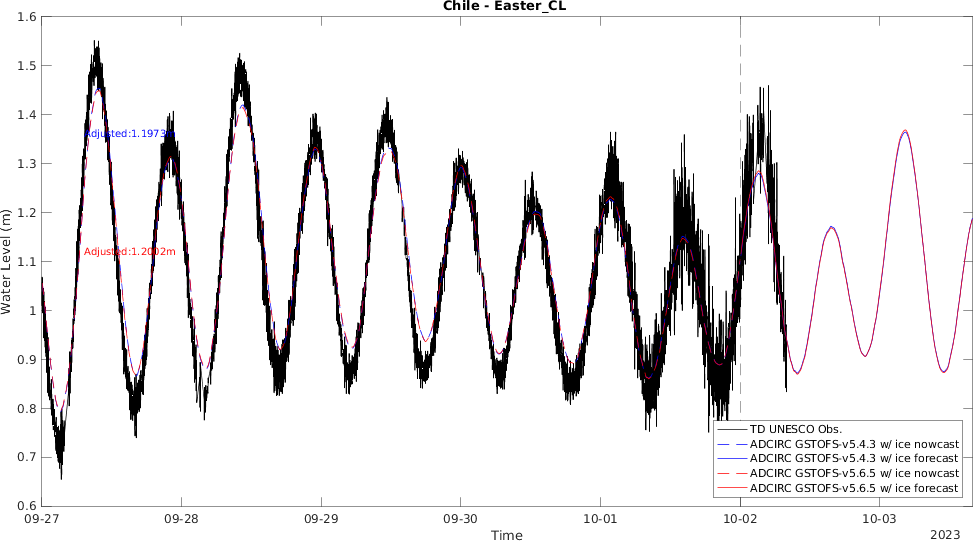 Chile - Easter_CL
1.6
1.5
1.4
1.3
1.2
1.1
1
0.9
0.8
0.7
0.6
Water Level (m)
Adjusted:1.1973m
Adjusted:1.2002m
TD UNESCO Obs.
ADCIRC GSTOFS-v5.4.3 w/ ice nowcast
ADCIRC GSTOFS-v5.4.3 w/ ice forecast
ADCIRC GSTOFS-v5.6.5 w/ ice nowcast
ADCIRC GSTOFS-v5.6.5 w/ ice forecast
09-27 09-28 09-29 09-30 10-01 10-02 10-03
Time
2023